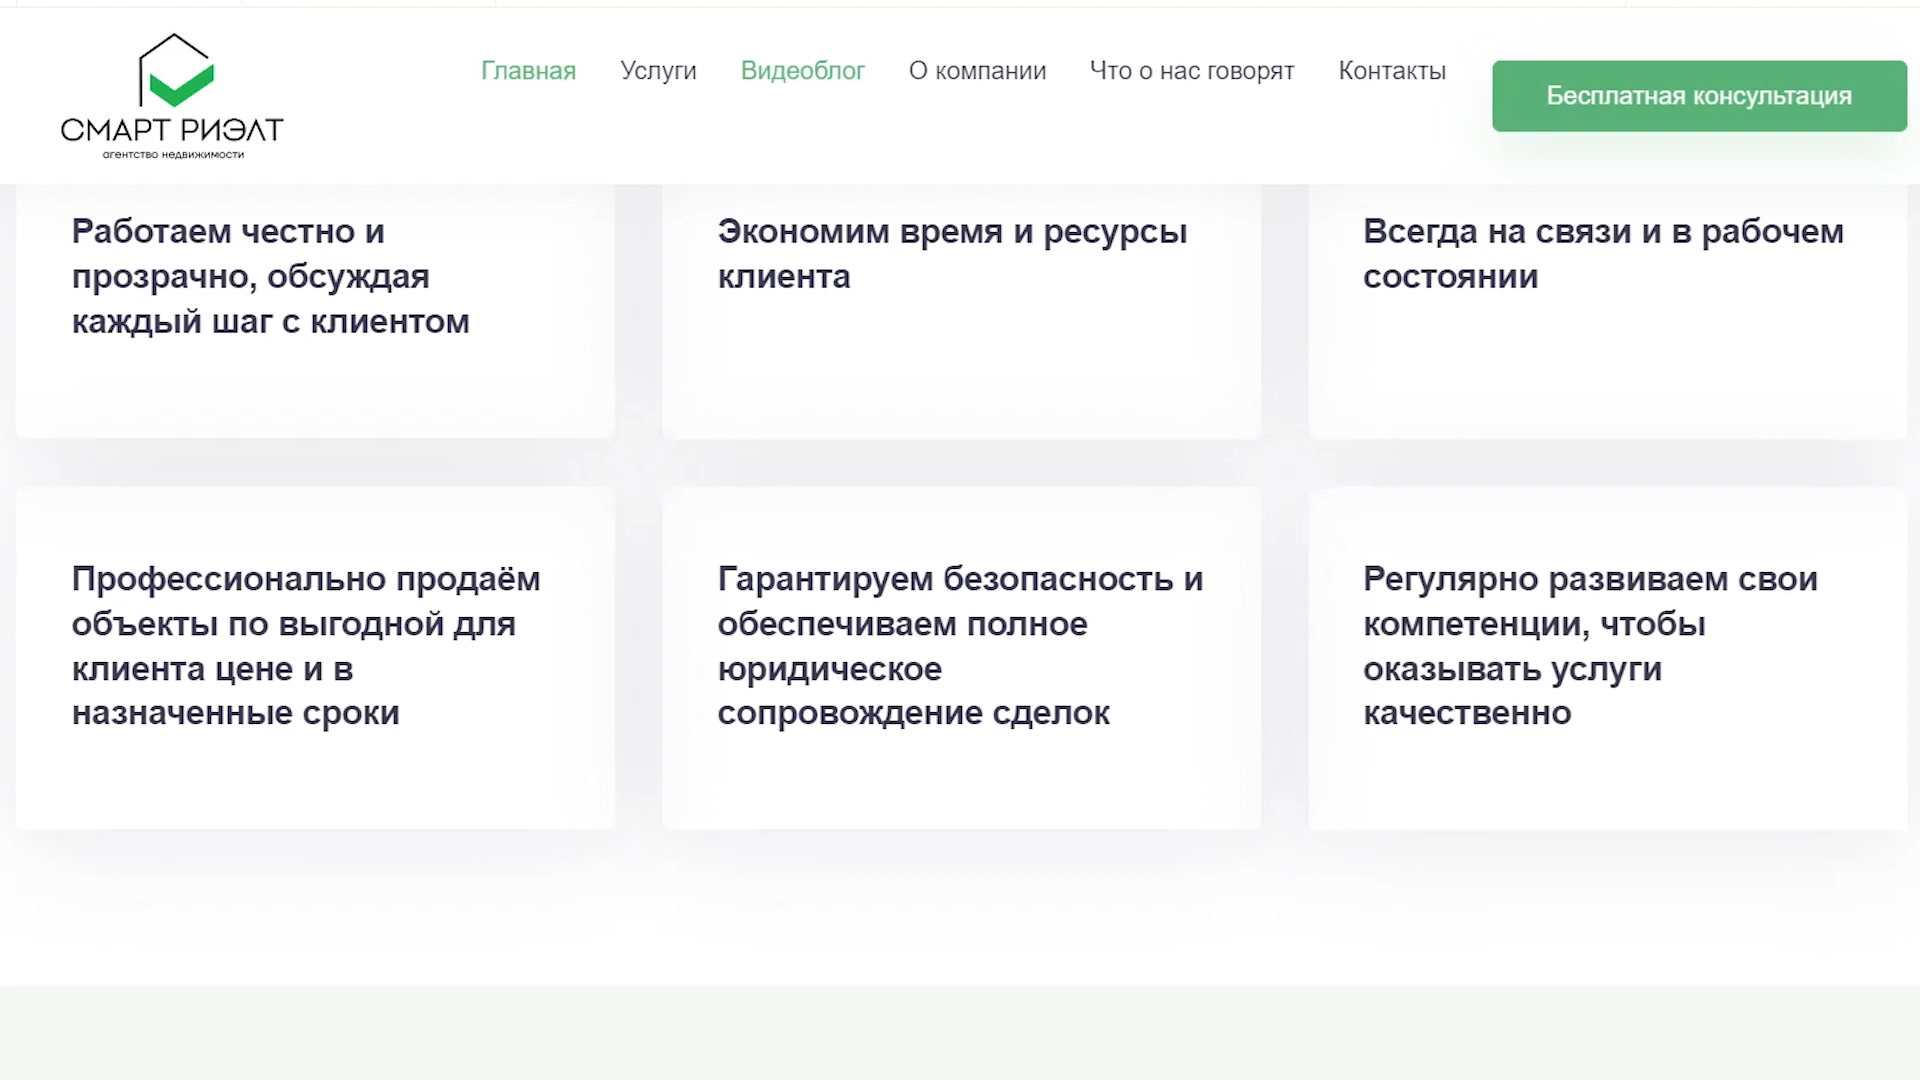 СМАРТ РИЭЛТ
агентство недвижимости
Главная
Услуги
Видеоблог
О компании
Что о нас говорят
Контакты
Бесплатная консультация
Работаем честно и
прозрачно, обсуждая
каждый шаг с клиентом
Экономим время и ресурсы
клиента
Всегда на связи и в рабочем
состоянии
Профессионально продаём
объекты по выгодной для
клиента цене и в
назначенные сроки
Гарантируем безопасность и
обеспечиваем полное
юридическое
сопровождение сделок
Регулярно развиваем свои
компетенции, чтобы
оказывать услуги
качественно